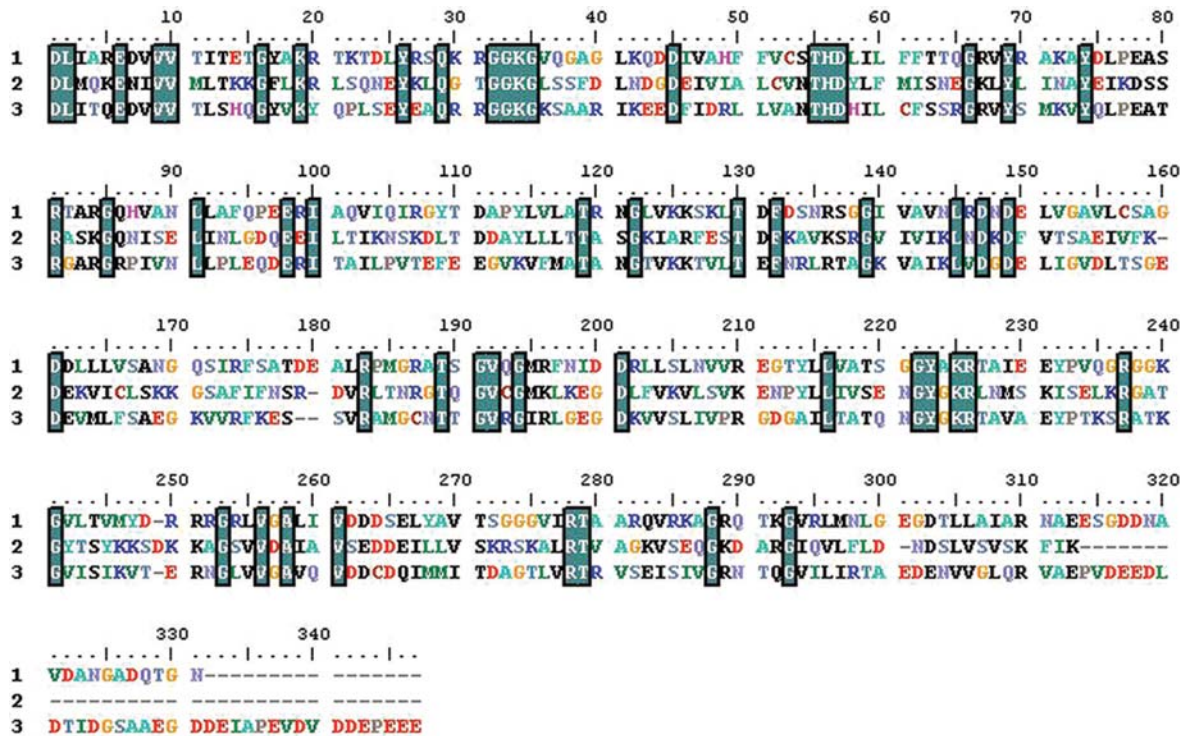 10 20 30 40 50 60 70 80
1 DLIAREDVVV TITETGYAKR TKTDLYRSQK RGGKGVQGAG LKQDDIVAHF FVCSTHDLIL FFTTQGRVYR AKAYDLPEAS
2 DLMQKENIVV MLTKKGFLKR LSQNEYKLQG TGGKGLSSFD LNDGDEIVIA LCVNTHDYLF MISNEGKLYL INAYEIKDSS
3 DLITQEDVVV TLSHQGYVKY QPLSEYEAQR RGGKGKSAAR IKEEDFIDRL LVANTHDHIL CFSSRGRVYS MKVYQLPEAT
90 100 110 120 130 140 150 160
1 RTARGQHVAN LLAFQPEERI AQVIQIRGYT DAPYLVLATR NGLVKKSKLT DFDSNRSGGI VAVNLRDNDE LVGAVLCSAG
2 RASKGQNISE LINLGDQEEI LTIKNSKDLT DDAYLLLTTA SGKIARFEST DFKAVKSRGV IVIKLNDKDF VTSAEIVFK-
3 RGARGRPIVN LLPLEQDERI TAILPVTEFE EGVKVFMATA NGTVKKTVLT EFNRLRTAGK VAIKLVDGDE LIGVDLTSGE
170 180 190 200 210 220 230 240
1 DDLLLVSANG QSIRFSATDE ALRPMGRATS GVQGMRFNID DRLLSLNVVR EGTYLLVATS GGYAKRTAIE EYPVQGRGGK
2 DEKVICLSKK GSAFIFNSR- DVRLTNRGTQ GVCGMKLKEG DLFVKVLSVK ENPYLLIVSE NGYGKRLNMS KISELKRGAT
3 DEVMLFSAEG KVVRFKES-- SVRAMGCNTT GVRGIRLGEG DKVVSLIVPR GDGAILTATQ NGYGKRTAVA EYPTKSRATK
250 260 270 280 290 300 310 320
1 GVLTVMYD-R RRGRLVGALI VDDDSELYAV TSGGGVIRTA ARQVRKAGRQ TKGVRLMNLG EGDTLLAIAR NAEESGDDNA
2 GYTSYKKSDK KAGSVVDAIA VSEDDEILLV SKRSKALRTV AGKVSEQGKD ARGIQVLFLD -NDSLVSVSK FIK-------
3 GVISIKVT-E RNGLVVGAVQ VDDCDQIMMI TDAGTLVRTR VSEISIVGRN TQGVILIRTA EDENVVGLQR VAEPVDEEDL
330 340
1 VDANGADQTG N--------- -------
2 ---------- ---------- -------
3 DTIDGSAAEG DDEIAPEVDV DDEPEEE